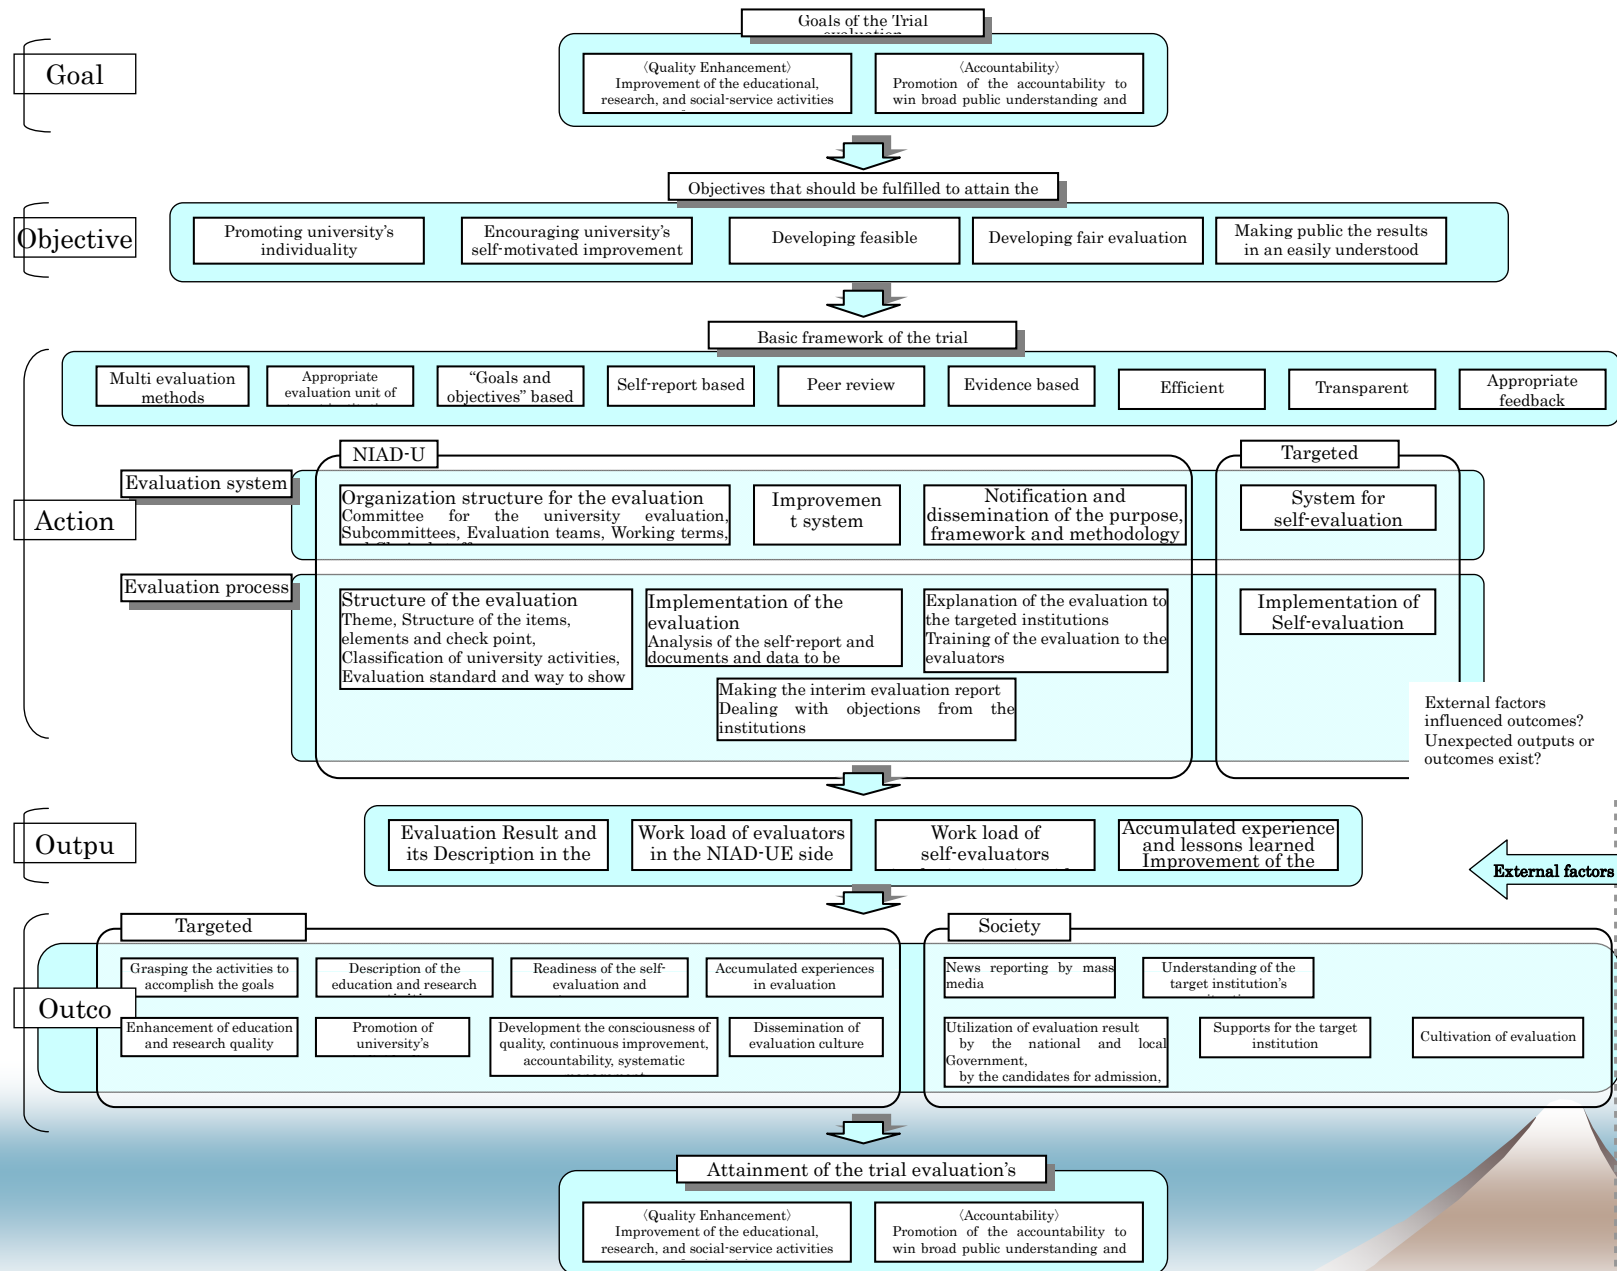 Goals of the Trial
Goal
〈Quality Enhancement〉
Improvement of the educational,
research, and social-service activities
〈Accountability〉
Promotion of the accountability to
win broad public understanding and
Objectives that should be fulfilled to attain the
Objective
Promoting university's
individuality
Encouraging university's
self-motivated improvement
Developing feasible
Developing fair evaluation
Making public the results
in an easily understood
Basic framework of the trial
Multi evaluation
methods
Appropriate
evaluation unit of
“Goals and
objectives” based
Self-report based
Peer review
Evidence based
Efficient
Transparent
Appropriate
feedback
Action
NIAD-U
Targeted
Evaluation system
Organization structure for the evaluation
Committee for the university evaluation,
Subcommittees, Evaluation teams, Working terms,
Improvemen
t system
Notification and
dissemination of the purpose,
framework and methodology
System for
self-evaluation
Evaluation process
Structure of the evaluation
Theme, Structure of the items,
elements and check point,
Classification of university activities,
Evaluation standard and way to show
Implementation of the
evaluation
Analysis of the self-report and
documents and data to be
Explanation of the evaluation to
the targeted institutions
Training of the evaluation to the
evaluators
Implementation of
Self-evaluation
Making the interim evaluation report
Dealing with objections from the
institutions
External factors
influenced outcomes?
Unexpected outputs or
outcomes exist?
Outpu
Evaluation Result and
its Description in the
Work load of evaluators
in the NIAD-UE side
Work load of
self-evaluators
Accumulated experience
and lessons learned
Improvement of the
External factors
Outco
Targeted
Grasping the activities to
accomplish the goals
Description of the
education and research
Readiness of the self-
evaluation and
Accumulated experiences
in evaluation
Enhancement of education
and research quality
Promotion of
university's
Development the consciousness of
quality, continuous improvement,
accountability, systematic
Dissemination of
evaluation culture
Society
News reporting by mass
media
Understanding of the
target institution's
Utilization of evaluation result
by the national and local
Government,
by the candidates for admission,
Supports for the target
institution
Cultivation of evaluation
Attainment of the trial evaluation's
〈Quality Enhancement〉
Improvement of the educational,
research, and social-service activities
〈Accountability〉
Promotion of the accountability to
win broad public understanding and